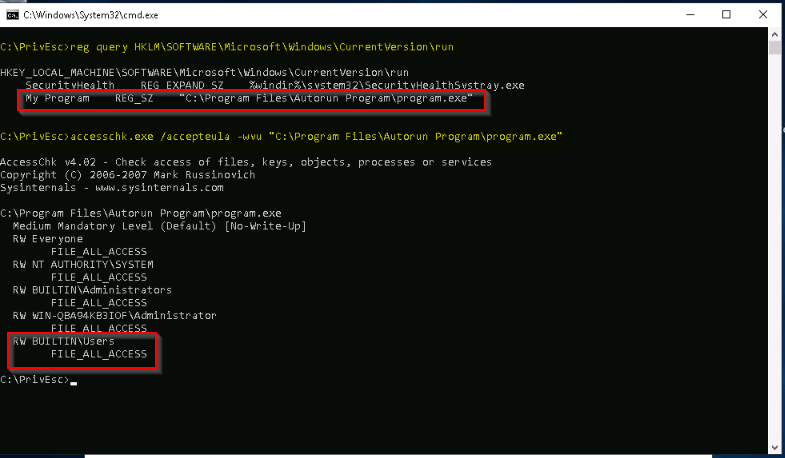 C:\Windows\System32\cmd.exe
C:\PrivEsc>reg query HKLM\SOFTWARE\Microsoft\Windows\CurrentVersion\run
HKEY_LOCAL_MACHINE\SOFTWARE\Microsoft\Windows\CurrentVersion\run
SecurityHealth    REG_EXPAND_SZ    %windir%\system32\SecurityHealthSystray.exe
My Program    REG_SZ    "C:\Program Files\Autorun Program\program.exe"
C:\PrivEsc>accesschk.exe /accepteula -wvu "C:\Program Files\Autorun Program\program.exe"
AccessChk v4.02 - Check access of files, keys, objects, processes or services
Copyright (C) 2006-2007 Mark Russinovich
Sysinternals - www.sysinternals.com
C:\Program Files\Autorun Program\program.exe
Medium Mandatory Level (Default) [No-Write-Up]
RW Everyone
FILE_ALL_ACCESS
RW NT AUTHORITY\SYSTEM
FILE_ALL_ACCESS
RW BUILTIN\Administrators
FILE_ALL_ACCESS
RW WIN-QBA94KB3IOF\Administrator
FILE_ALL_ACCESS
RW BUILTIN\Users
FILE_ALL_ACCESS
C:\PrivEsc>